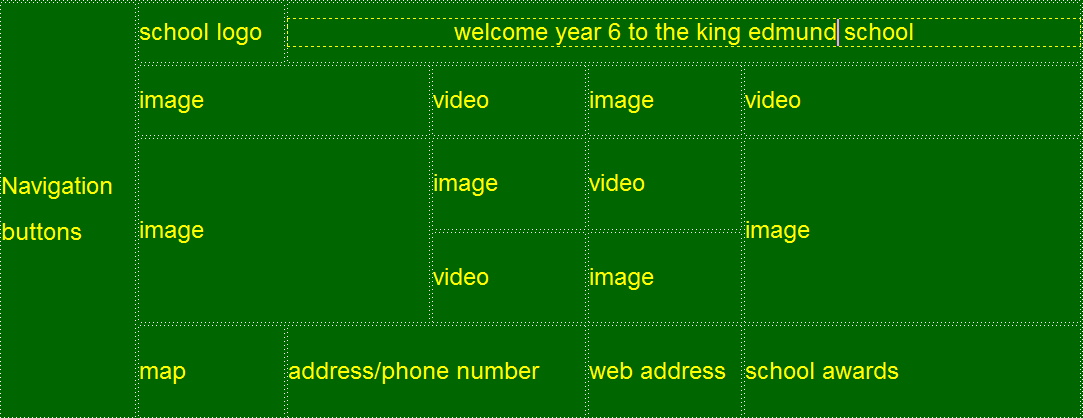 school logo
welcome year 6 to the king edmund school
image
video
image
video
Navigation
buttons
image
image
video
image
video
image
map
address/phone number
web address
school awards